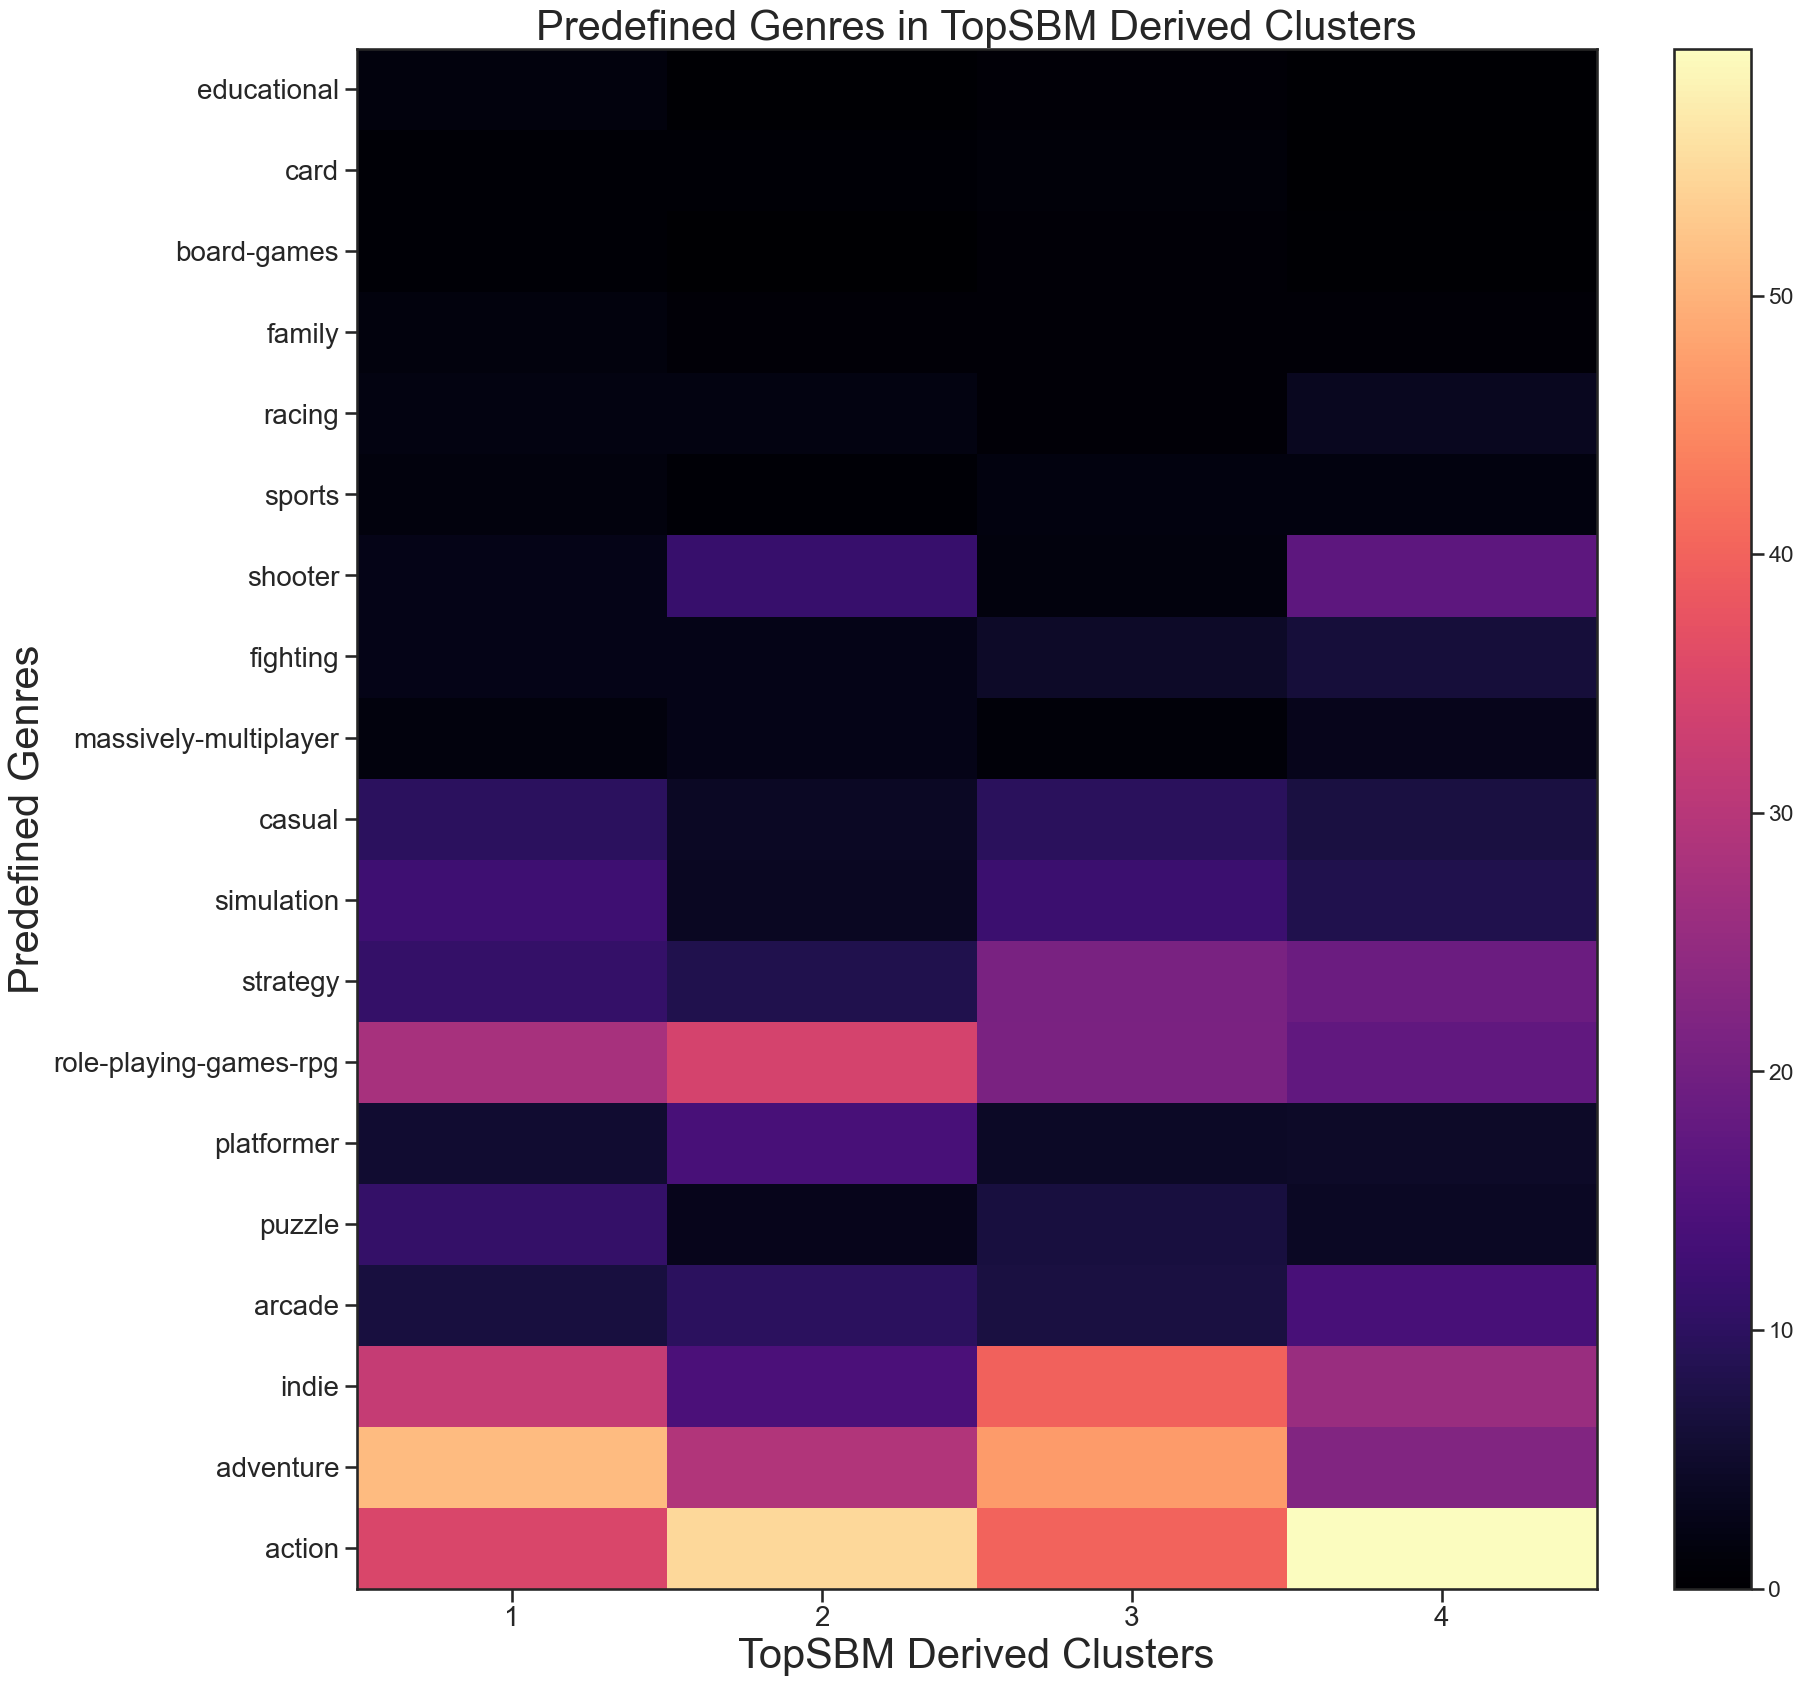 Predefined Genres in TopSBM Derived Clusters
Predefined Genres
educational
card
board-games
family
racing
sports
shooter
fighting
massively-multiplayer
casual
simulation
strategy
role-playing-games-rpg
platformer
puzzle
arcade
indie
adventure
action
1 2 3 4
TopSBM Derived Clusters
50
40
30
20
10
0